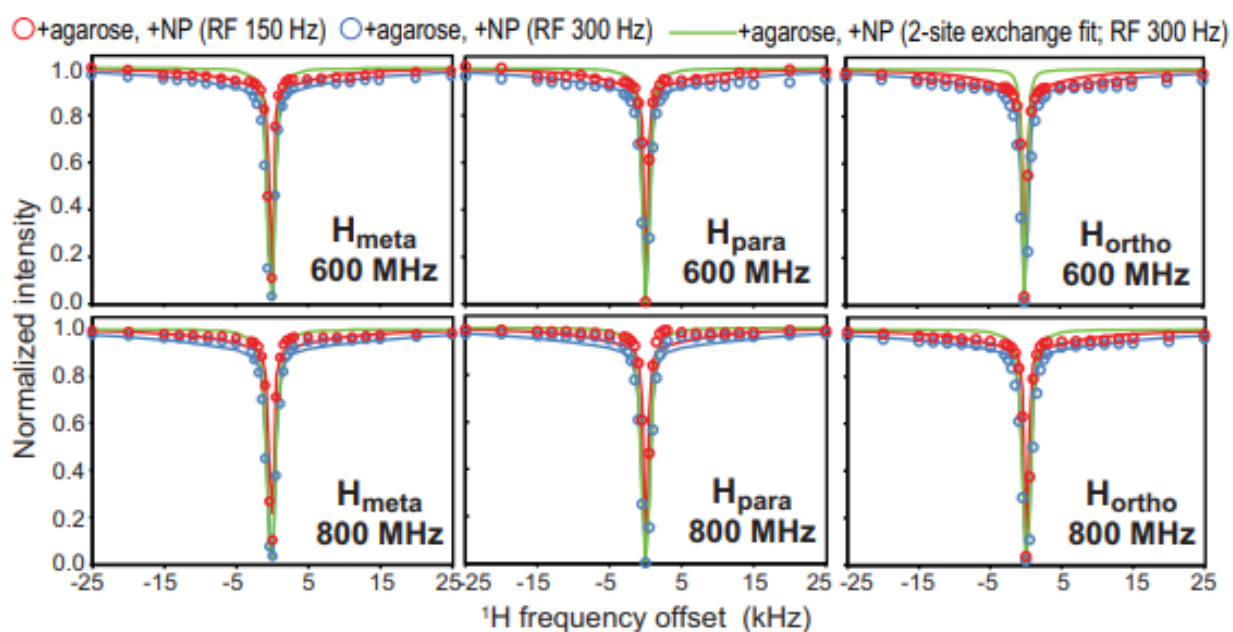 +agarose, +NP (RF 150 Hz) +agarose, +NP (RF 300 Hz) +agarose, +NP (2-site exchange fit; RF 300 Hz)
Normalized intensity
1.0
0.8
0.6
0.4
0.2
0.0
Hmeta
600 MHz
Hpara
600 MHz
Hortho
600 MHz
1.0
0.8
0.6
0.4
0.2
0.0
Hmeta
800 MHz
Hpara
800 MHz
Hortho
800 MHz
-25 -15 -5 5 15 25 -15 -5 5 15 25 -15 -5 5 15 25
¹H frequency offset (kHz)